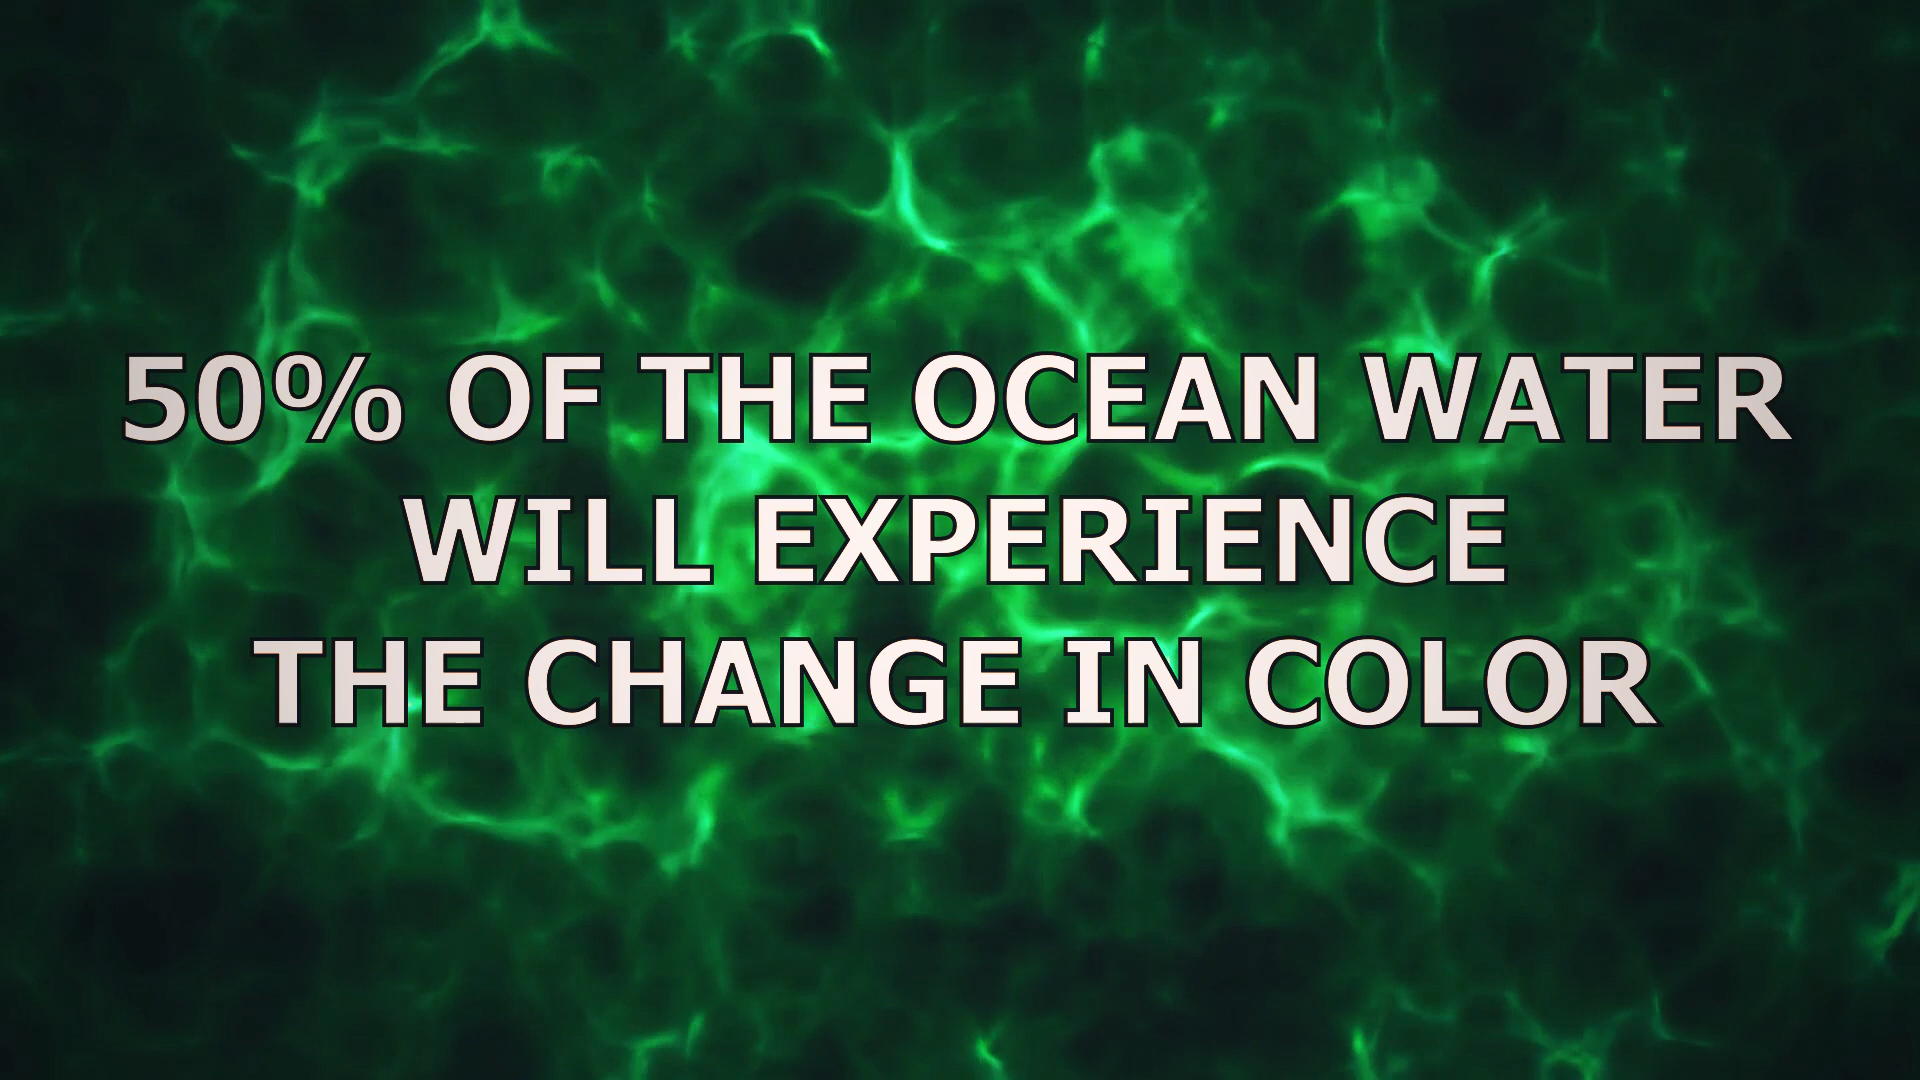 50% OF THE OCEAN WATER
WILL EXPERIENCE
THE CHANGE IN COLOR